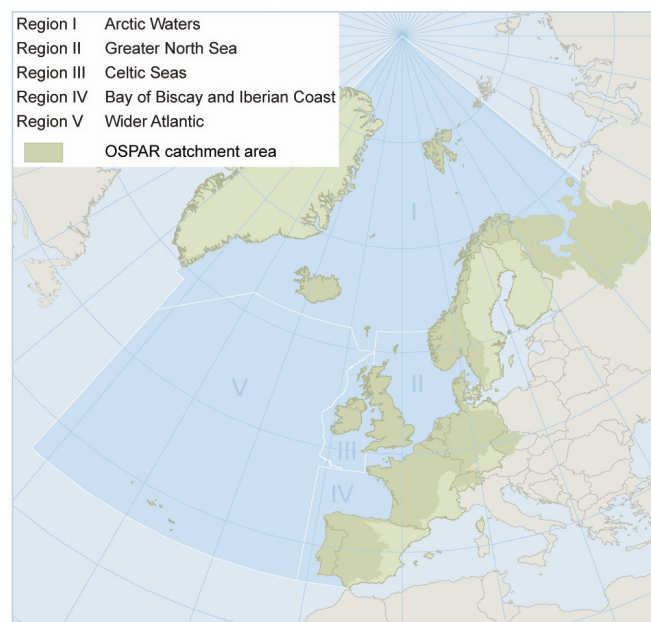 Region I Arctic Waters
Region II Greater North Sea
Region III Celtic Seas
Region IV Bay of Biscay and Iberian Coast
Region V Wider Atlantic
OSPAR catchment area
I
V
II
III
IV